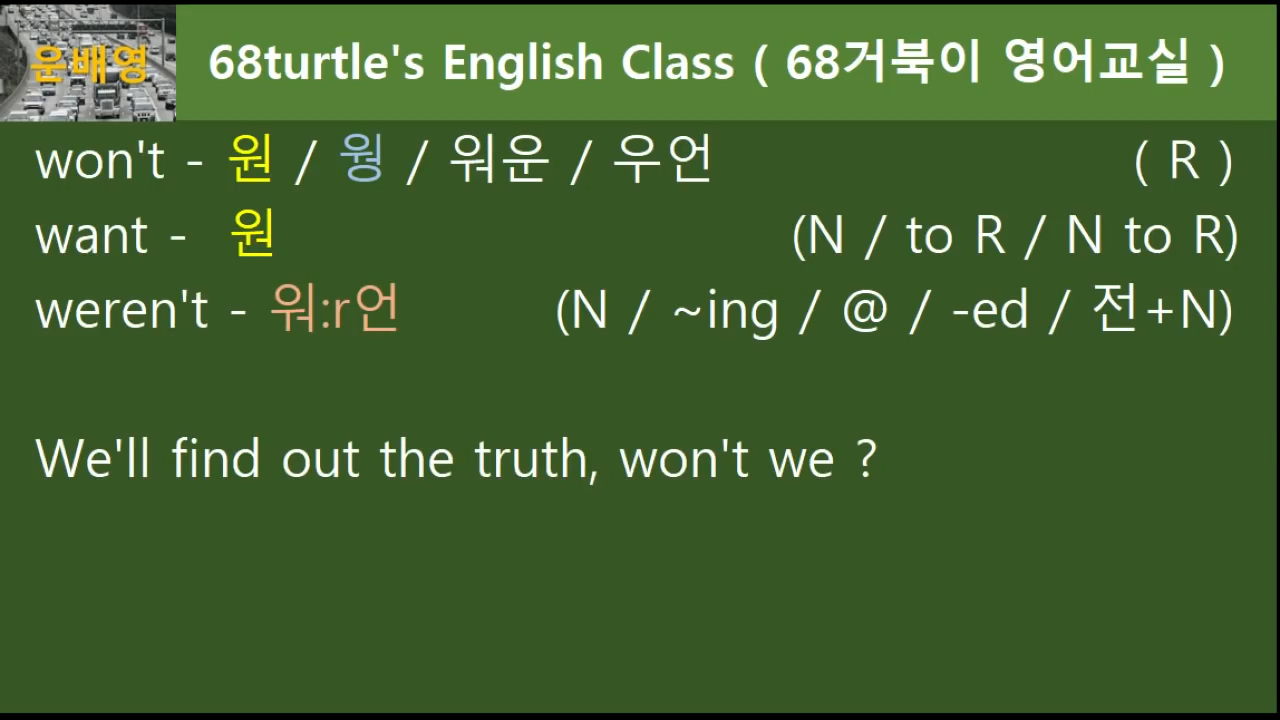 운배영
68turtle's English Class ( 68거북이 영어교실 )
won't - 원 / 웡 / 워운 / 우언 ( R )
want - 원 (N / to R / N to R)
weren't - 워:r언 (N / ~ing / @ / -ed / 전+N)
We'll find out the truth, won't we ?